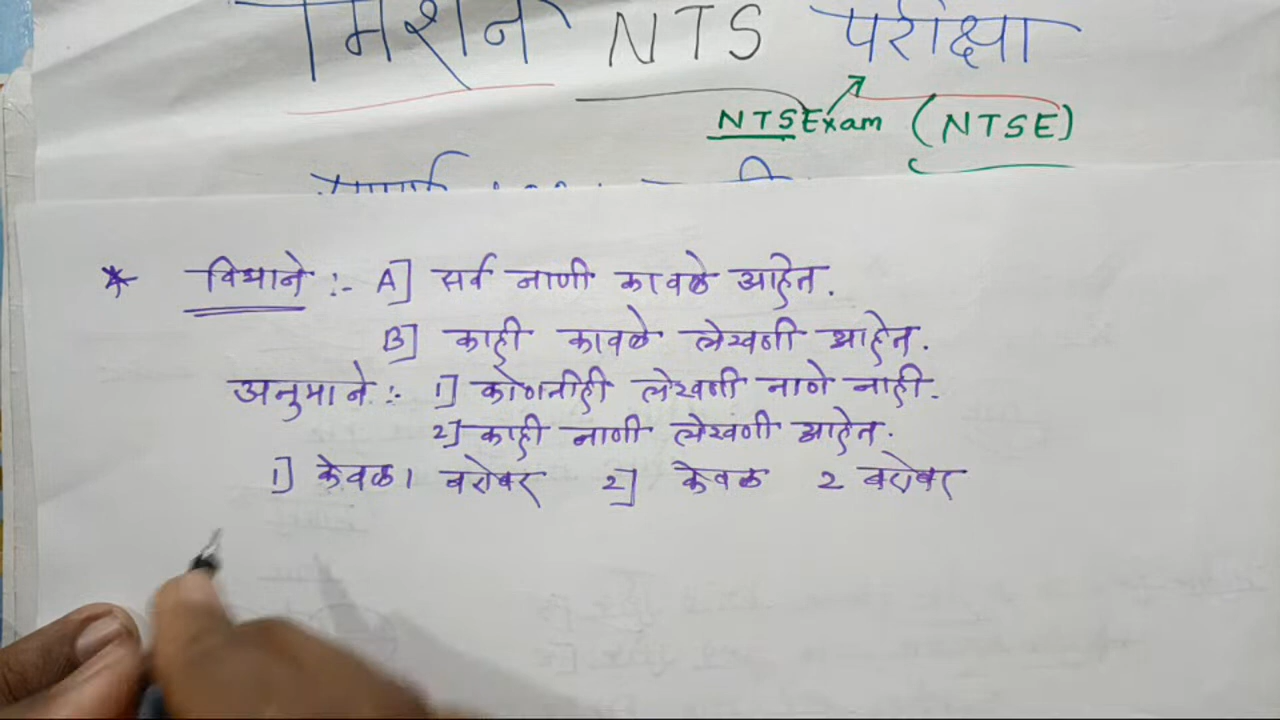 मिशन NTS परीक्षा
NTSExam (NTSE)
* विधाने :- A] सर्व नाणी कावळे आहेत.
B] काही कावळे लेखणी आहेत.
अनुमाने :- 1] कोणतीही लेखणी नाणे नाही.
2] काही नाणी लेखणी आहेत.
1] केवळ 1 बरोबर 2] केवळ 2 बरोबर